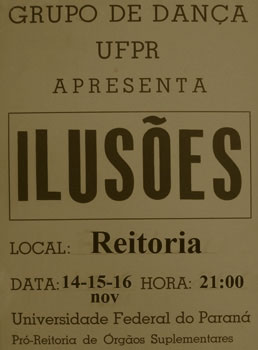 GRUPO DE DANÇA
UFPR
APRESENTA
ILUSÕES
LOCAL: Reitoria
DATA: 14-15-16 HORA: 21:00
nov
Universidade Federal do Paraná
Pró-Reitoria de Órgãos Suplementares